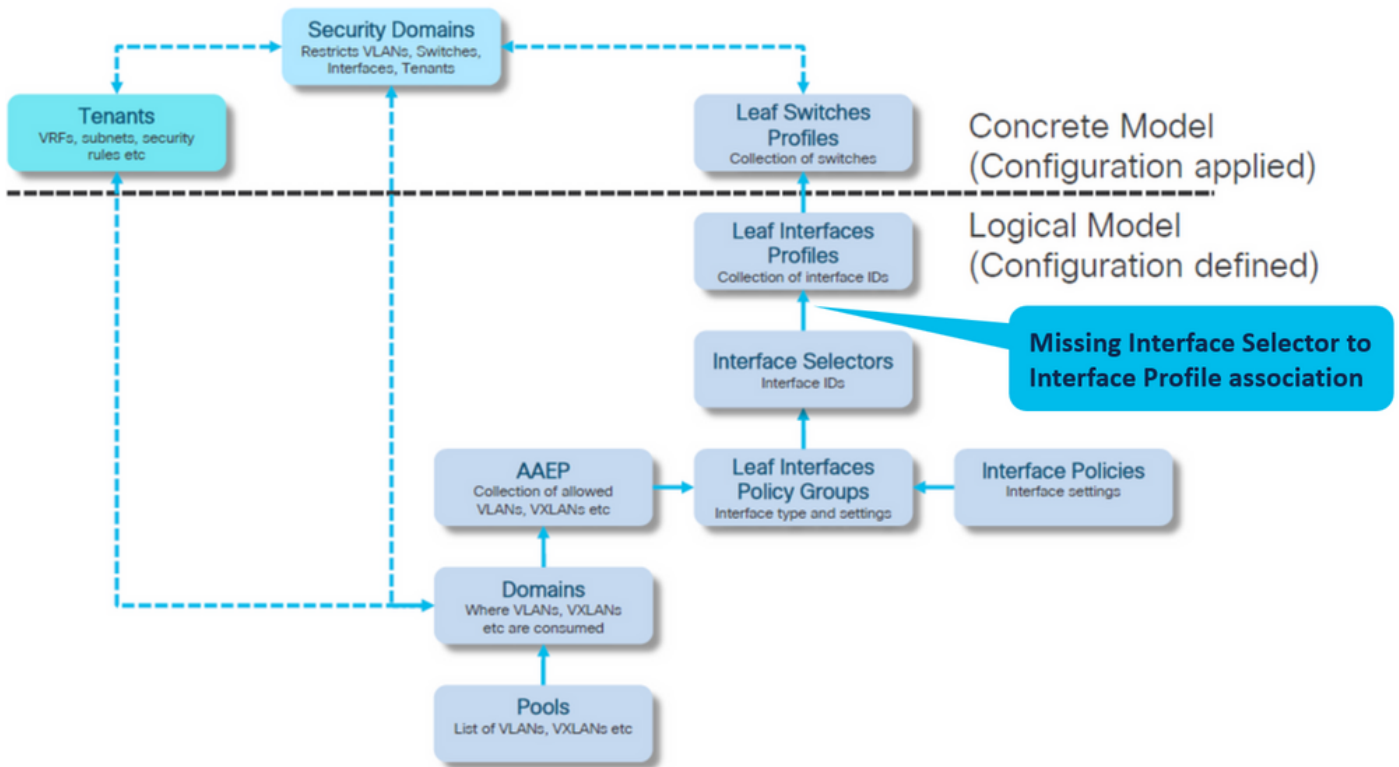 Security Domains
Restricts VLANs, Switches,
Interfaces, Tenants
Tenants
VRFs, subnets, security
rules etc
Leaf Switches
Profiles
Collection of switches
Concrete Model
(Configuration applied)
Leaf Interfaces
Profiles
Collection of interface IDs
Logical Model
(Configuration defined)
Missing Interface Selector to
Interface Profile association
Interface Selectors
Interface IDs
AAEP
Collection of allowed
VLANs, VXLANs etc
Leaf Interfaces
Policy Groups
Interface type and settings
Interface Policies
Interface settings
Domains
Where VLANs, VXLANs
etc are consumed
Pools
List of VLANs, VXLANs etc